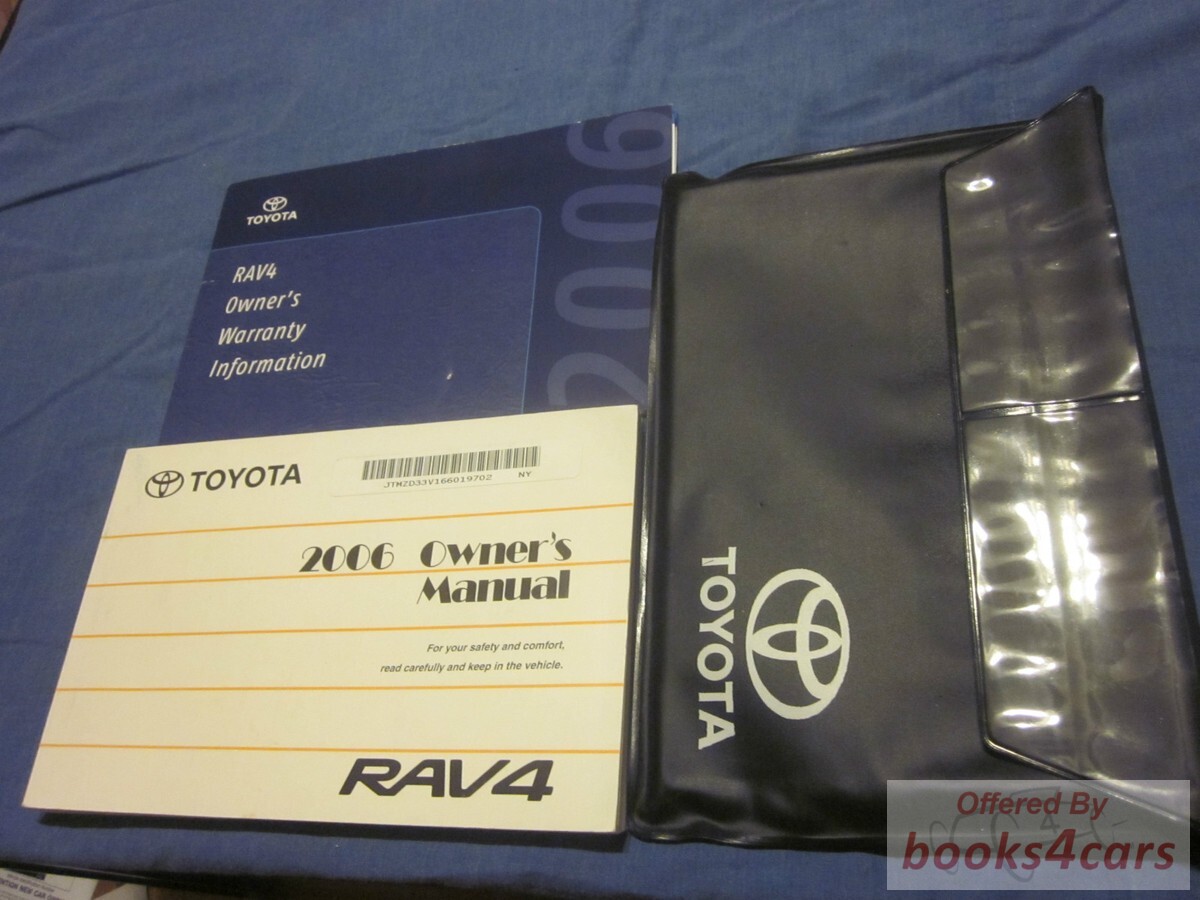 TOYOTA
RAV4
Owner's
Warranty
Information
2006
TOYOTA
JTMZD33V166019702 NY
2006 Owner's
Manual
For your safety and comfort,
read carefully and keep in the vehicle.
RAV4
TOYOTA
Offered By
books4cars